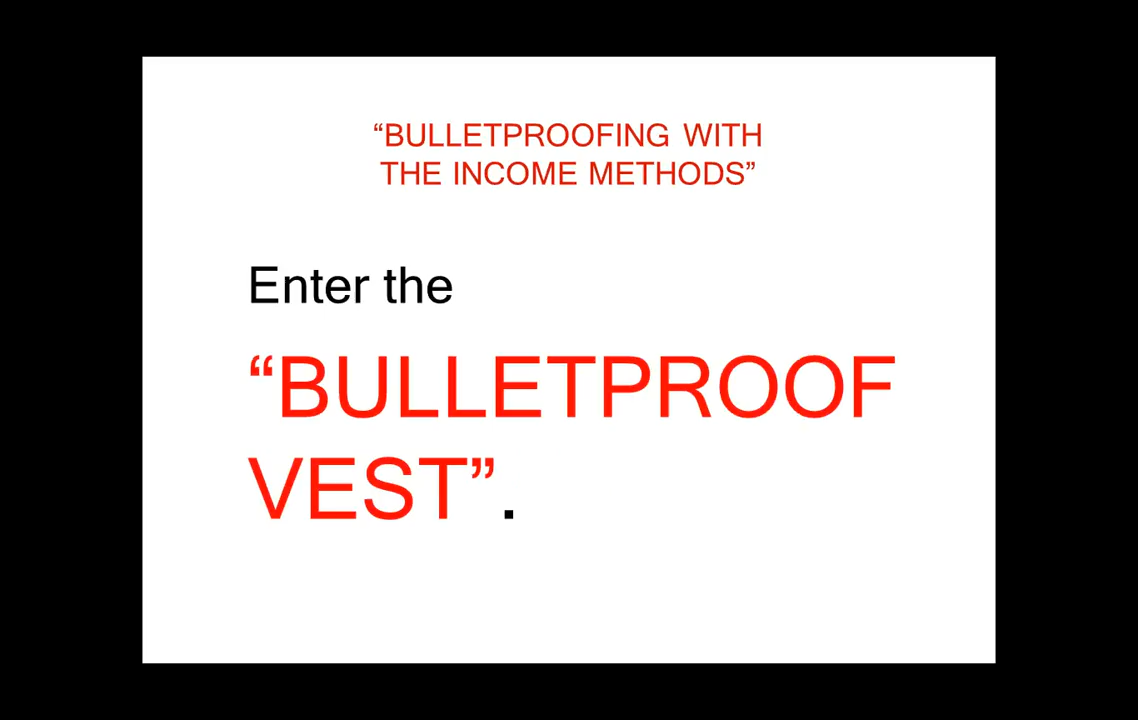 “BULLETPROOFING WITH
THE INCOME METHODS”
Enter the
“BULLETPROOF
VEST”.